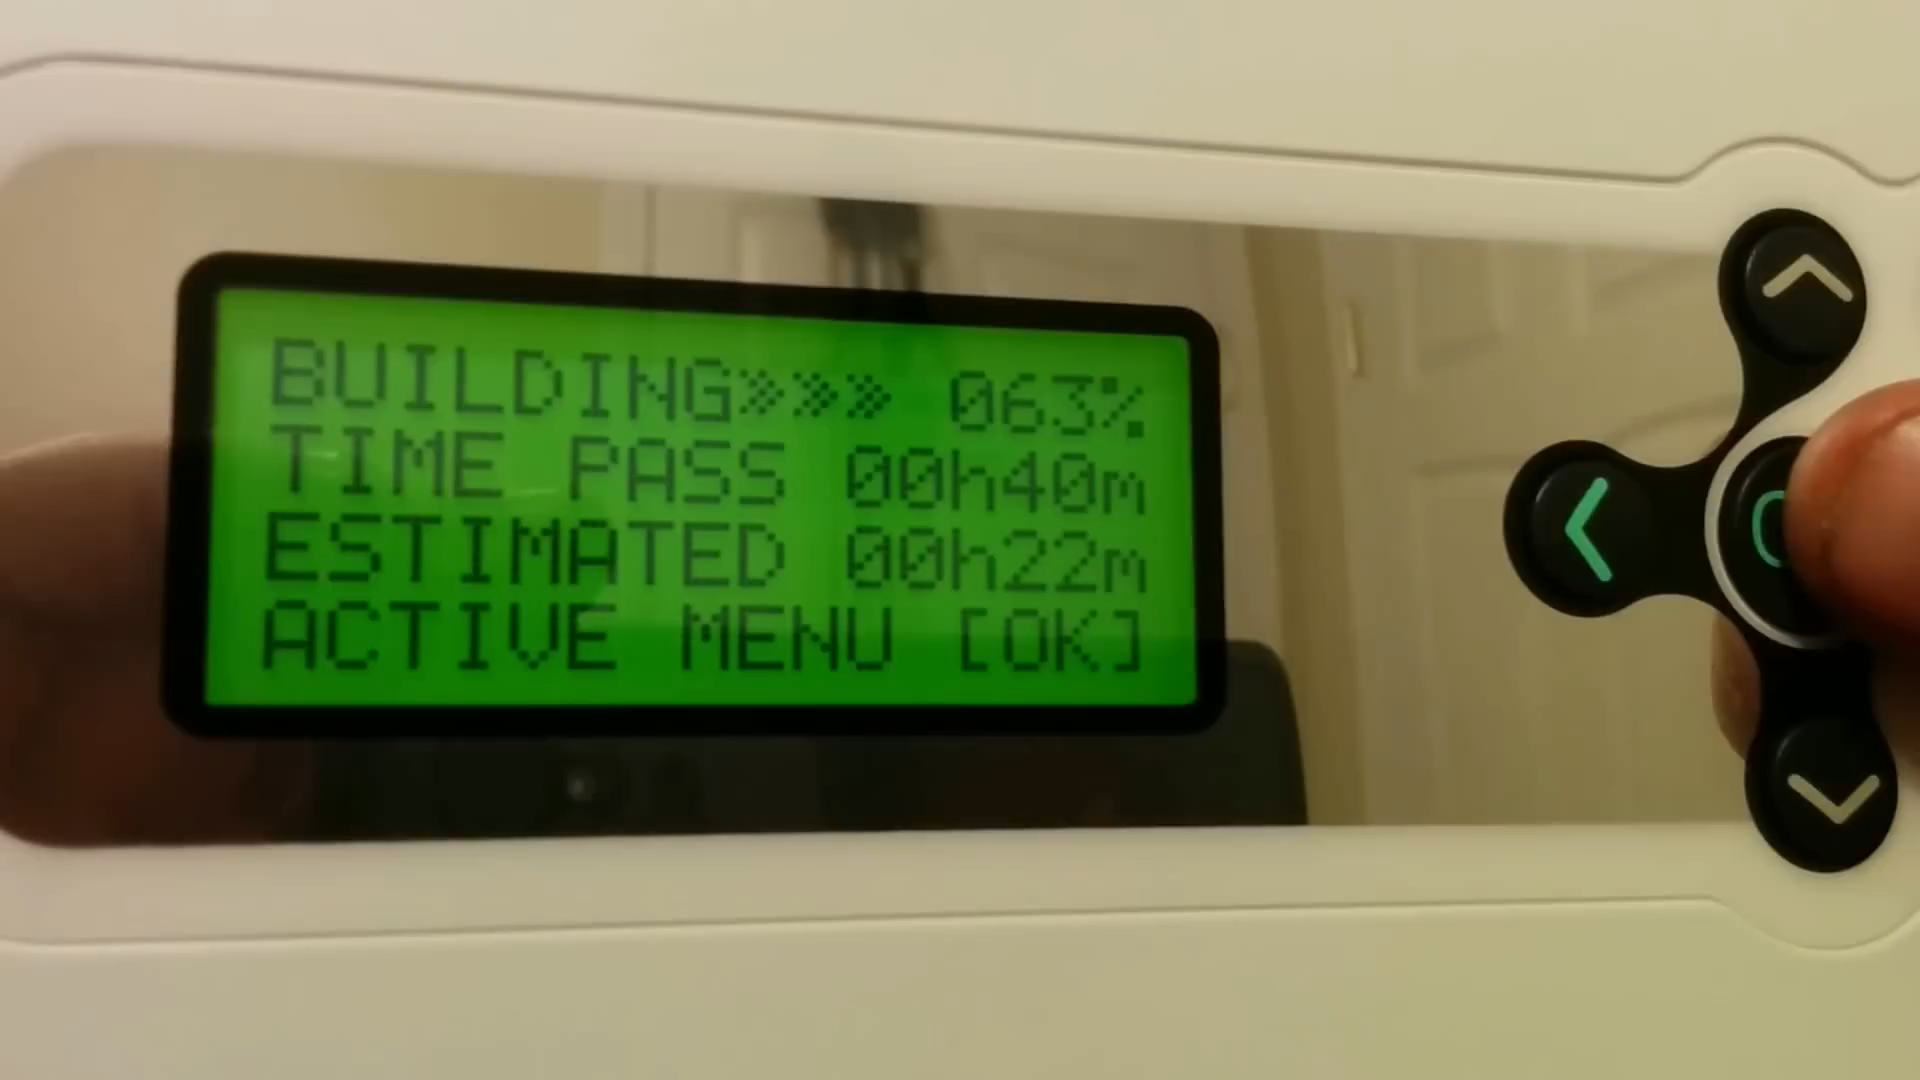 BUILDING»»» 063%
TIME PASS 00h40m
ESTIMATED 00h22m
ACTIVE MENU [OK]